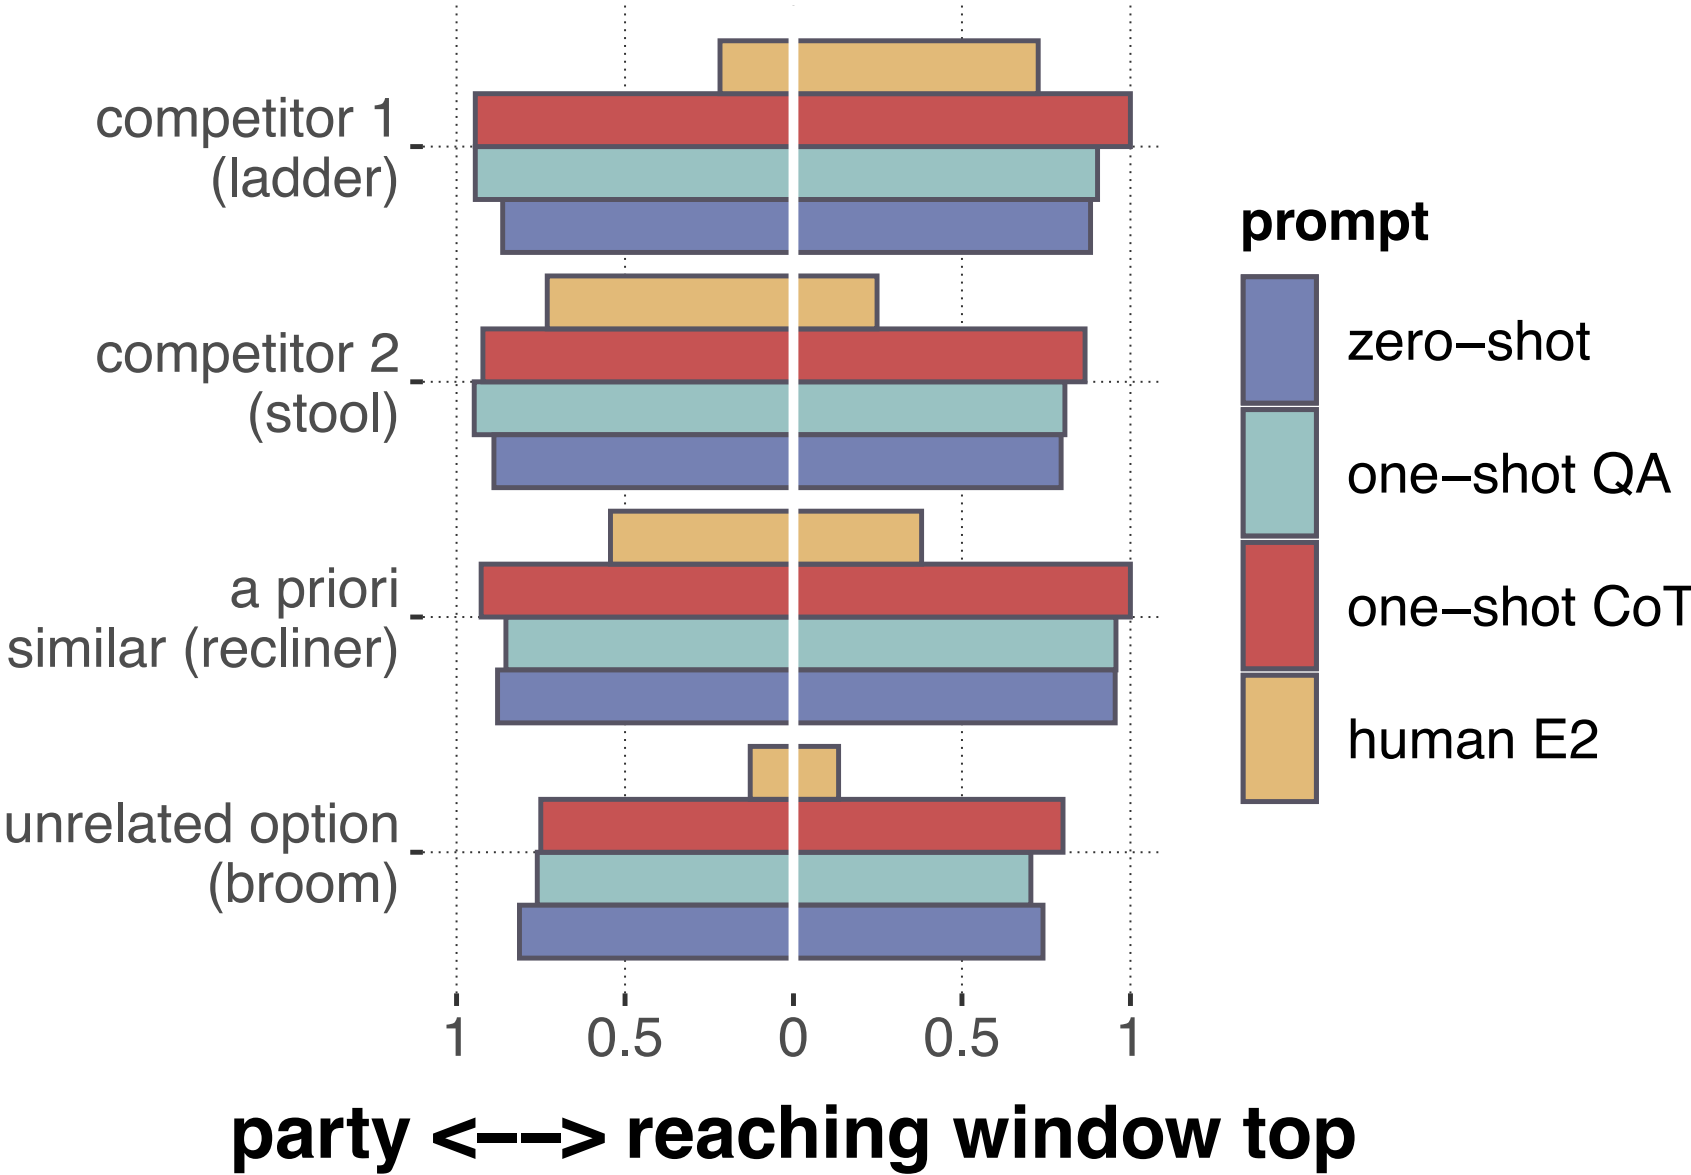 competitor 1
(ladder)
competitor 2
(stool)
a priori
similar (recliner)
unrelated option
(broom)
1 0.5 0 0.5 1
party <−−> reaching window top
prompt
zero−shot
one−shot QA
one−shot CoT
human E2